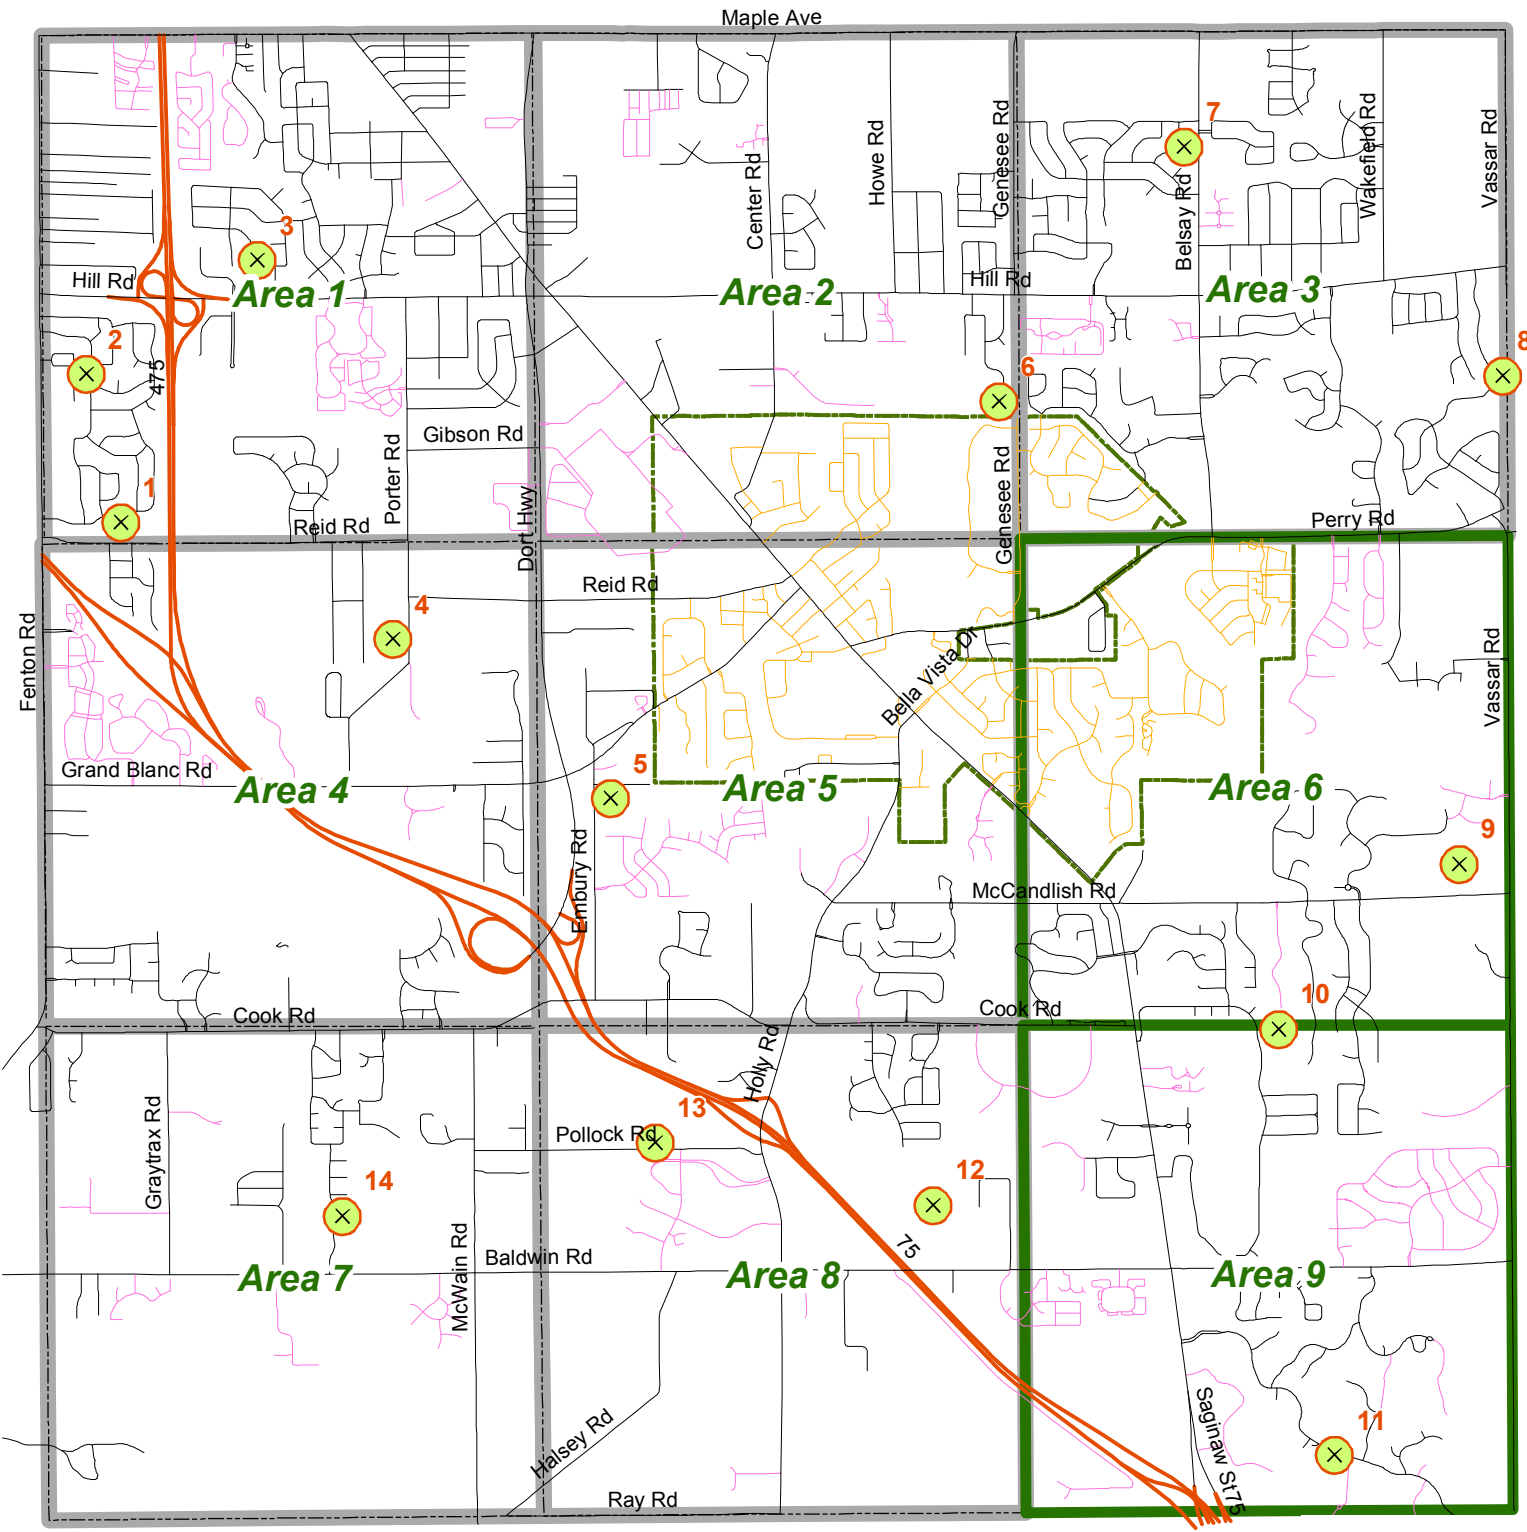 Maple Ave
Genesee Rd
7
Howe Rd
Wakefield Rd
Vassar Rd
Center Rd
Belsay Rd
3
Hill Rd
Area 1
Area 2
Hill Rd
Area 3
2
475
6
8
Gibson Rd
Porter Rd
1
Dort Hwy
Genesee Rd
Reid Rd
Perry Rd
Reid Rd
4
Fenton Rd
Bella Vista Dr
Vassar Rd
Grand Blanc Rd
Area 4
5
Area 5
Area 6
9
Embury Rd
McCandlish Rd
10
Cook Rd
Cook Rd
Holly Rd
13
Graytrax Rd
Pollock Rd
14
12
McWain Rd
75
Baldwin Rd
Area 7
Area 8
Area 9
Halsey Rd
Saginaw St
75
11
Ray Rd